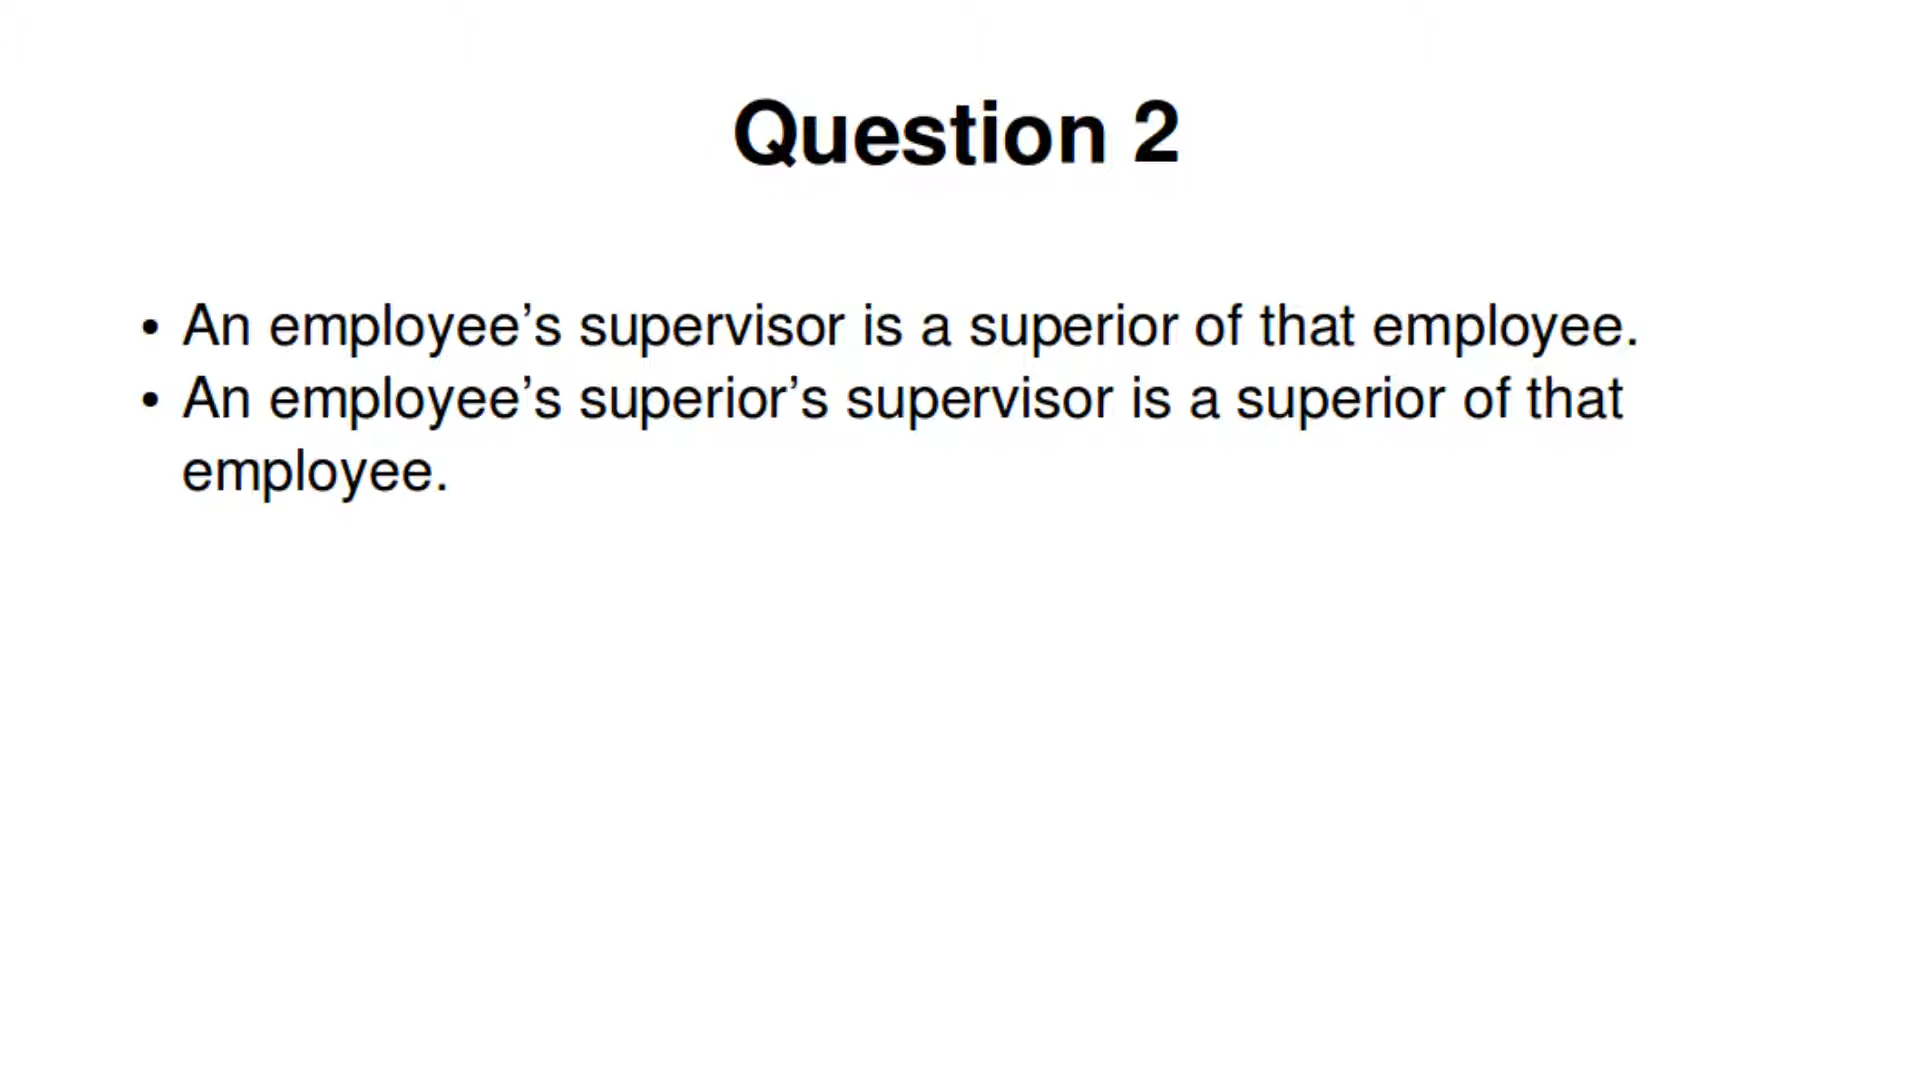 Question 2
• An employee’s supervisor is a superior of that employee.
• An employee’s superior’s supervisor is a superior of that
employee.